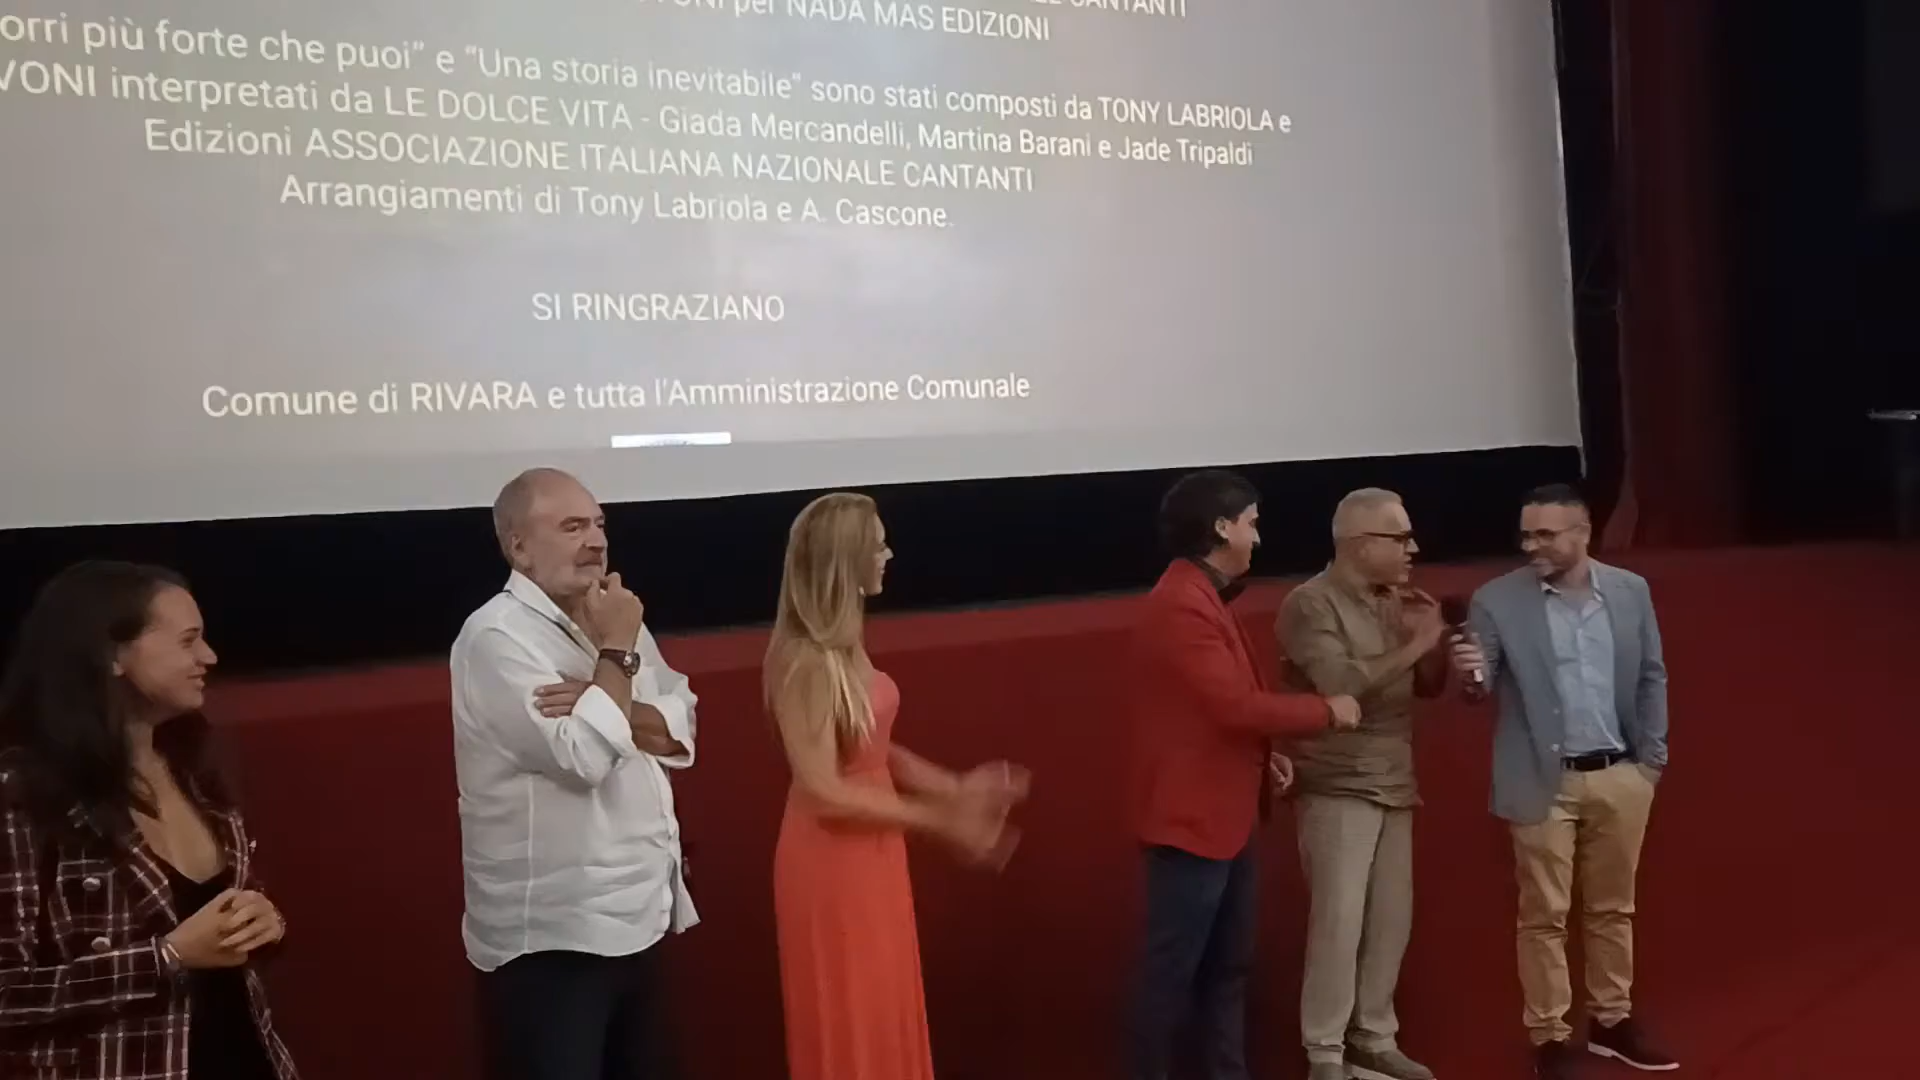 per NADA MAS EDIZIONI
orri più forte che puoi" e "Una storia inevitabile" sono stati composti da TONY LABRIOLA e
VONI interpretati da LE DOLCE VITA - Giada Mercandelli, Martina Barani e Jade Tripaldi
Edizioni ASSOCIAZIONE ITALIANA NAZIONALE CANTANTI
Arrangiamenti di Tony Labriola e A. Cascone.
SI RINGRAZIANO
Comune di RIVARA e tutta l'Amministrazione Comunale